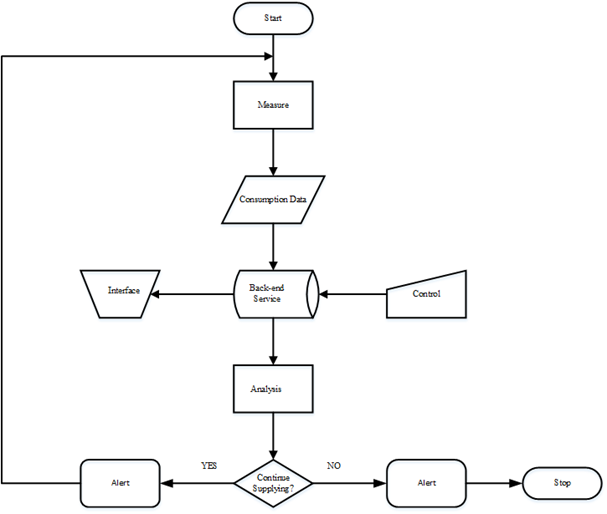 Start
Measure
Consumption Data
Interface
Back-end
Service
Control
Analysis
YES
NO
Alert
Continue
Supplying?
Alert
Stop